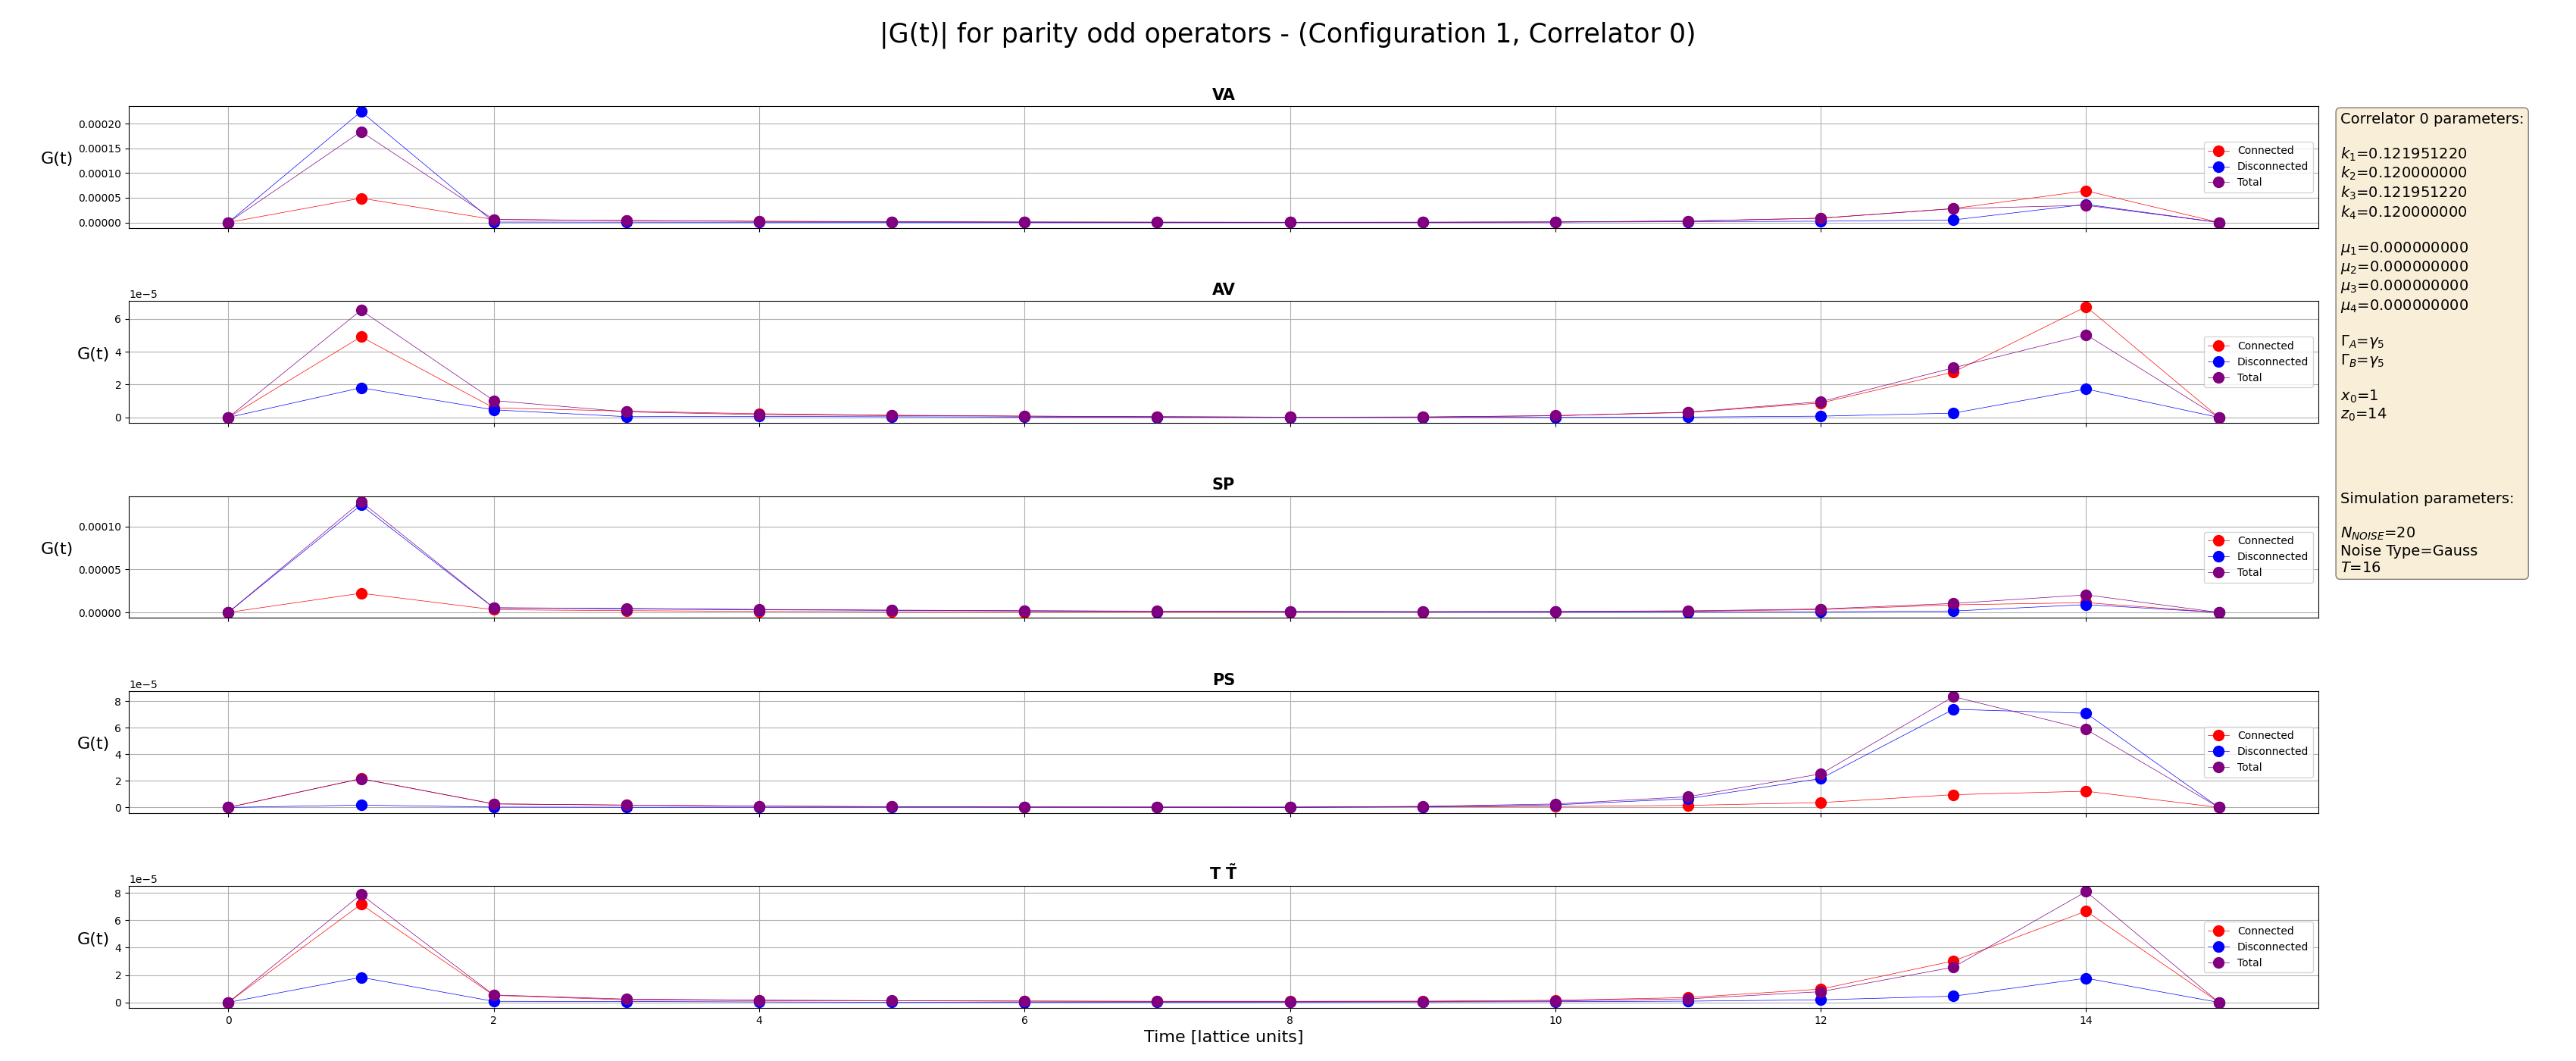 |G(t)| for parity odd operators - (Configuration 1, Correlator 0)
VA
G(t)
0.00020
0.00015
0.00010
0.00005
0.00000
Connected
Disconnected
Total
AV
1e−5
G(t)
6
4
2
0
Connected
Disconnected
Total
SP
G(t)
0.00010
0.00005
0.00000
Connected
Disconnected
Total
PS
1e−5
G(t)
8
6
4
2
0
Connected
Disconnected
Total
T T̃
1e−5
G(t)
8
6
4
2
0
Connected
Disconnected
Total
0 2 4 6 8 10 12 14
Time [lattice units]
Correlator 0 parameters:
k₁=0.121951220
k₂=0.120000000
k₃=0.121951220
k₄=0.120000000
μ₁=0.000000000
μ₂=0.000000000
μ₃=0.000000000
μ₄=0.000000000
Γ_A=γ₅
Γ_B=γ₅
x₀=1
z₀=14
Simulation parameters:
N_NOISE=20
Noise Type=Gauss
T=16